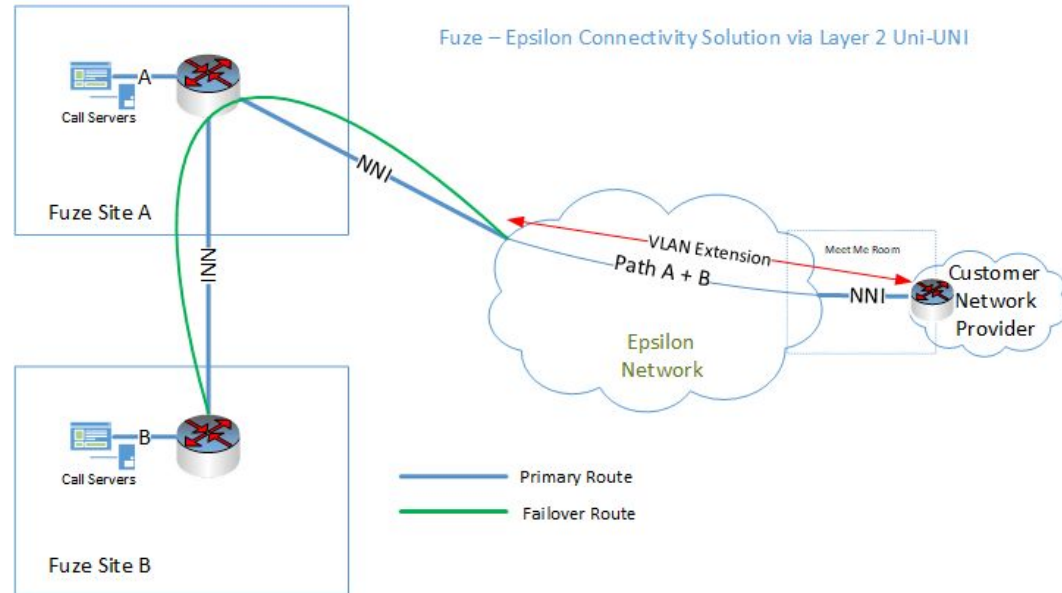 Fuze – Epsilon Connectivity Solution via Layer 2 Uni-UNI
A
Call Servers
Fuze Site A
NNI
NNI
VLAN Extension
Path A + B
Meet Me Room
NNI
Customer
Network
Provider
Epsilon
Network
B
Call Servers
Fuze Site B
Primary Route
Failover Route